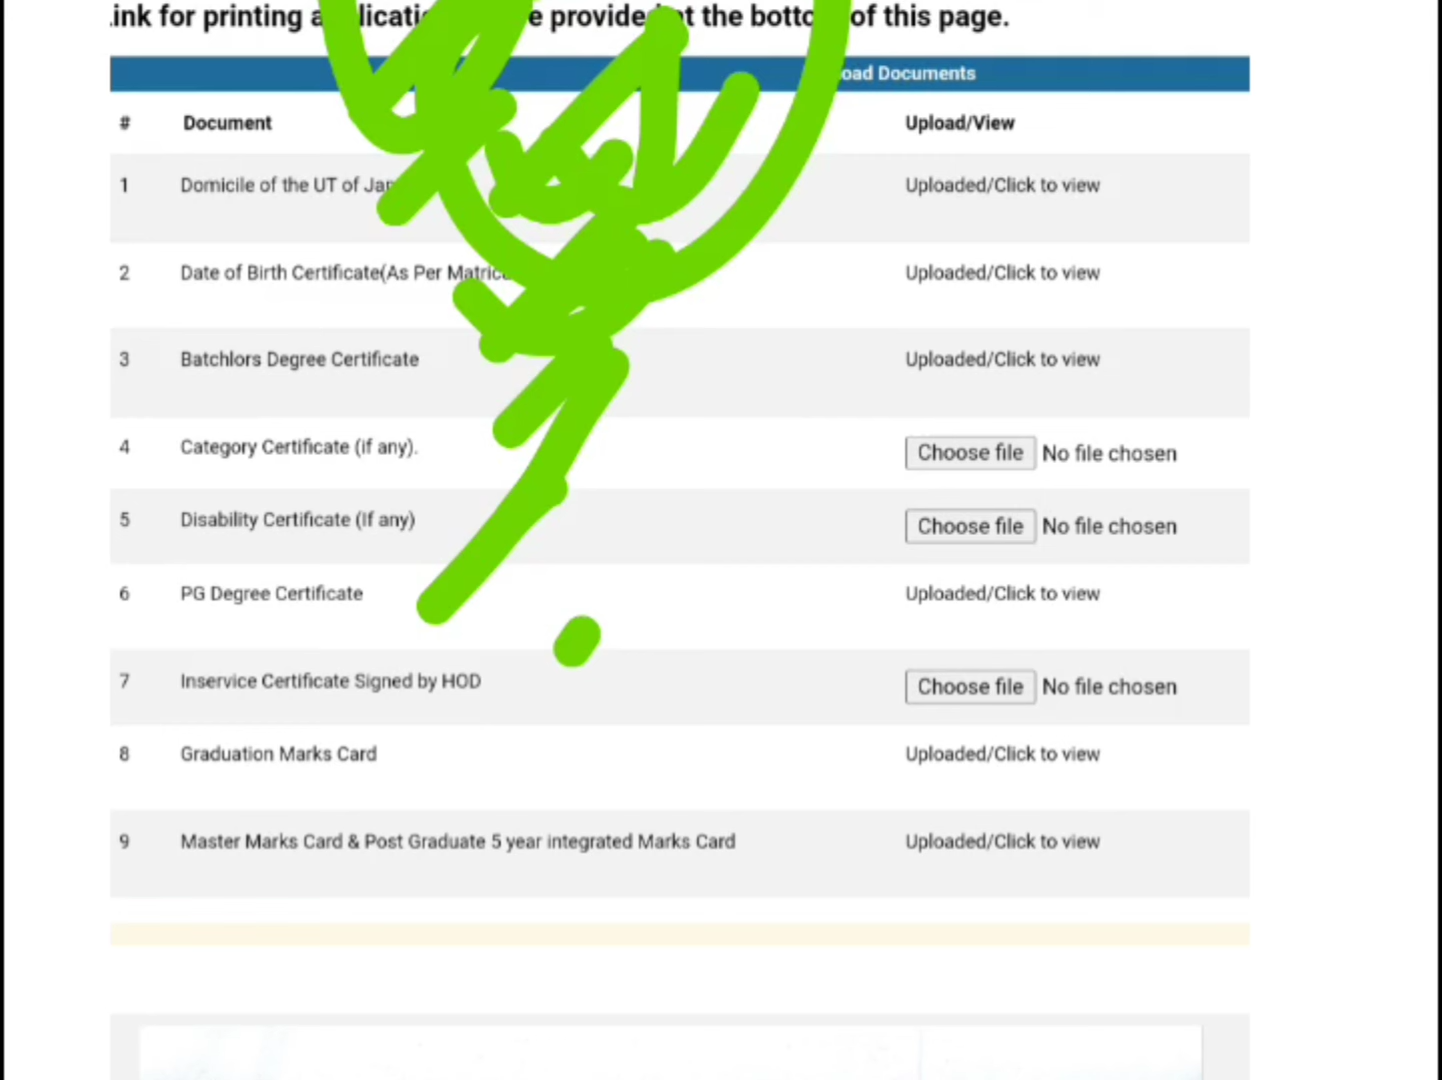 ink for printing a licati e provide t the botto of this page.
oad Documents
# Document Upload/View
1 Domicile of the UT of Jar Uploaded/Click to view
2 Date of Birth Certificate(As Per Matric Uploaded/Click to view
3 Batchlors Degree Certificate Uploaded/Click to view
4 Category Certificate (if any). Choose file No file chosen
5 Disability Certificate (If any) Choose file No file chosen
6 PG Degree Certificate Uploaded/Click to view
7 Inservice Certificate Signed by HOD Choose file No file chosen
8 Graduation Marks Card Uploaded/Click to view
9 Master Marks Card & Post Graduate 5 year integrated Marks Card Uploaded/Click to view